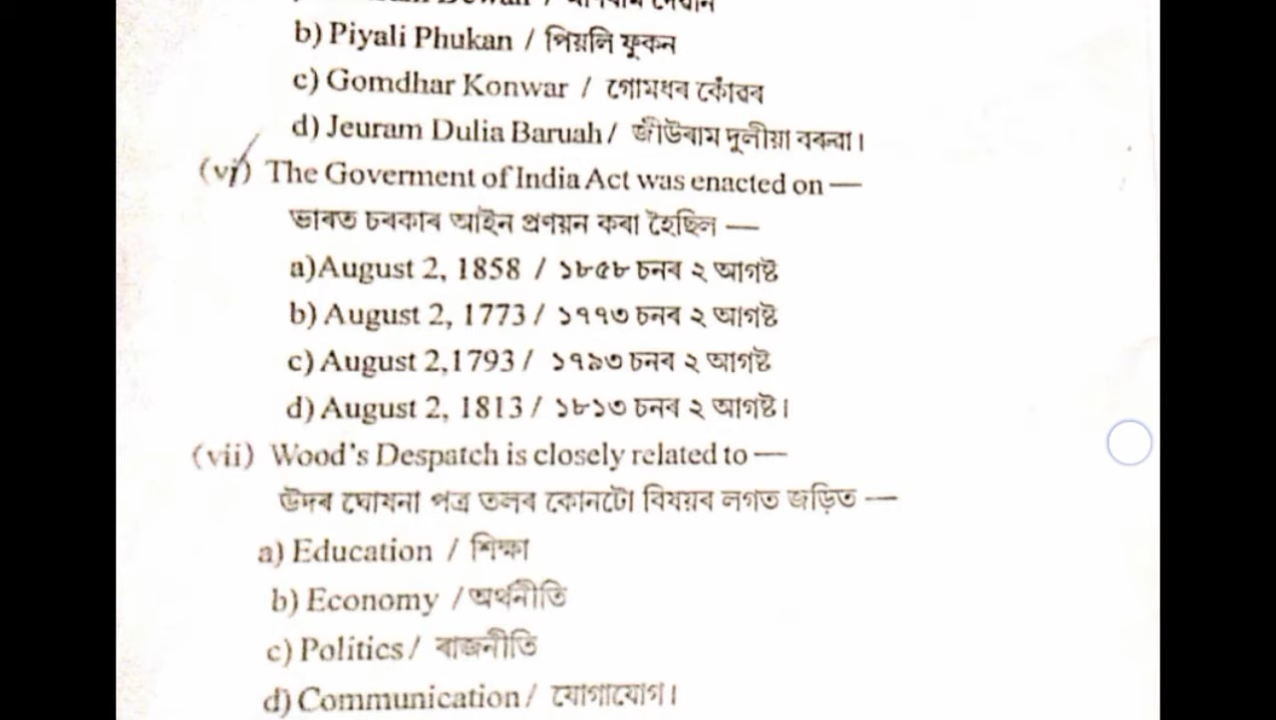 Dewan / দেৱান
b) Piyali Phukan / পিয়লি ফুকন
c) Gomdhar Konwar / গোমধৰ কোঁৱৰ
d) Jeuram Dulia Baruah / জীউৰাম দুলীয়া বৰুৱা।
(vi) The Goverment of India Act was enacted on —
ভাৰত চৰকাৰ আইন প্ৰণয়ন কৰা হৈছিল —
a)August 2, 1858 / ১৮৫৮ চনৰ ২ আগষ্ট
b) August 2, 1773 / ১৭৭৩ চনৰ ২ আগষ্ট
c) August 2,1793 / ১৭৯৩ চনৰ ২ আগষ্ট
d) August 2, 1813 / ১৮১৩ চনৰ ২ আগষ্ট।
(vii) Wood's Despatch is closely related to —
উদৰ ঘোষনা পত্ৰ তলৰ কোনটো বিষয়ৰ লগত জড়িত —
a) Education / শিক্ষা
b) Economy / অৰ্থনীতি
c) Politics / ৰাজনীতি
d) Communication / যোগাযোগ।